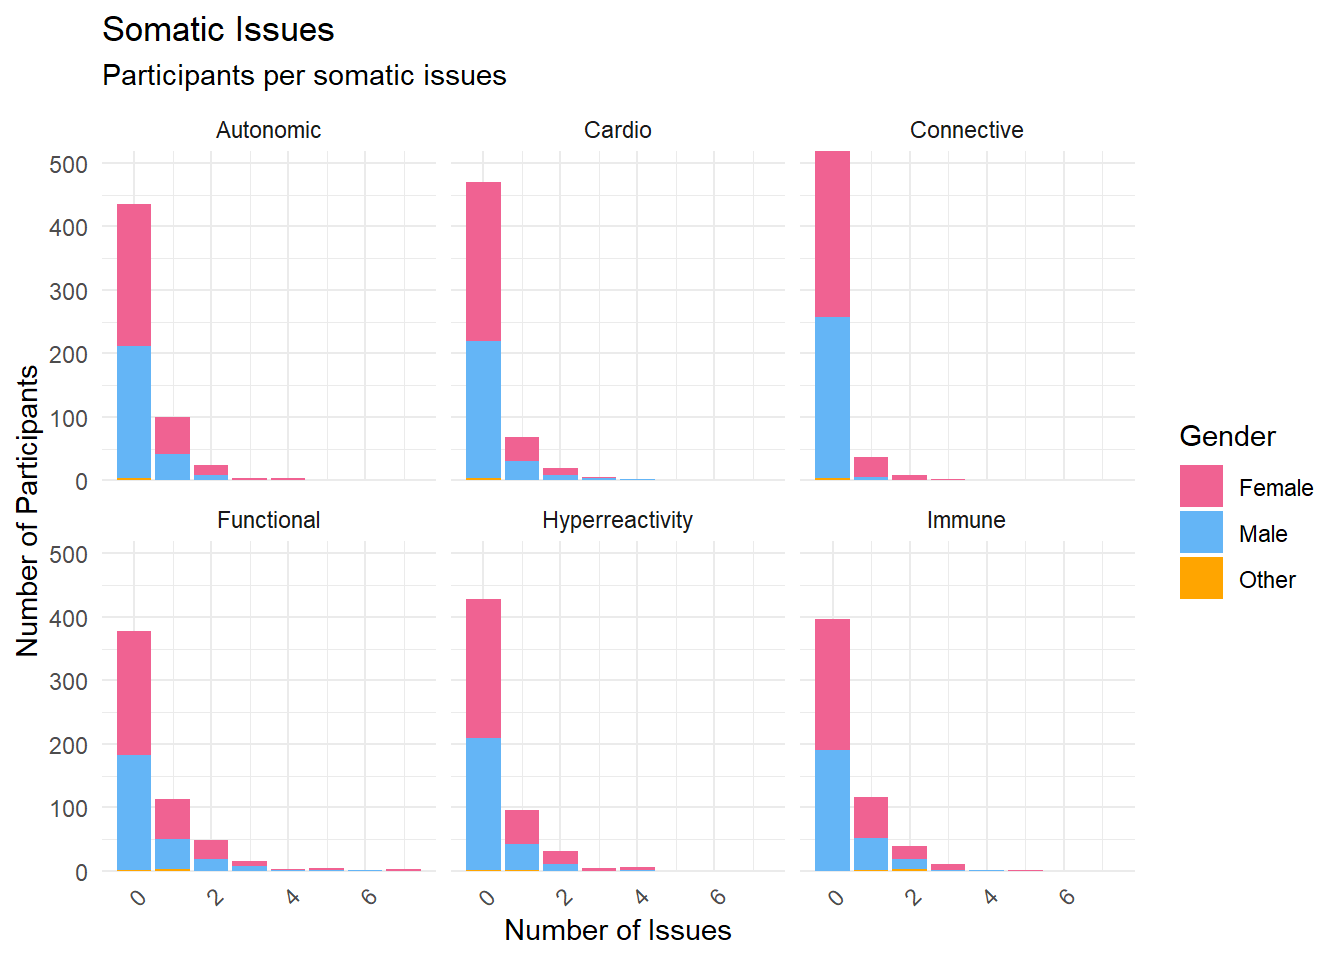 Somatic Issues
Participants per somatic issues
Autonomic
Cardio
Connective
500
400
300
200
100
0
Functional
Hyperreactivity
Immune
500
400
300
200
100
0
0 2 4 6
0 2 4 6
0 2 4 6
Number of Issues
Number of Participants
Gender
Female
Male
Other